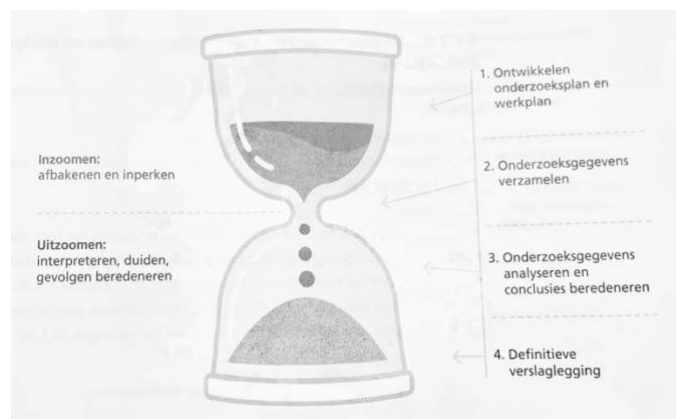 1. Ontwikkelen
onderzoeksplan en
werkplan
Inzoomen:
afbakenen en inperken
2. Onderzoeksgegevens
verzamelen
Uitzoomen:
interpreteren, duiden,
gevolgen beredeneren
3. Onderzoeksgegevens
analyseren en
conclusies beredeneren
4. Definitieve
verslaglegging